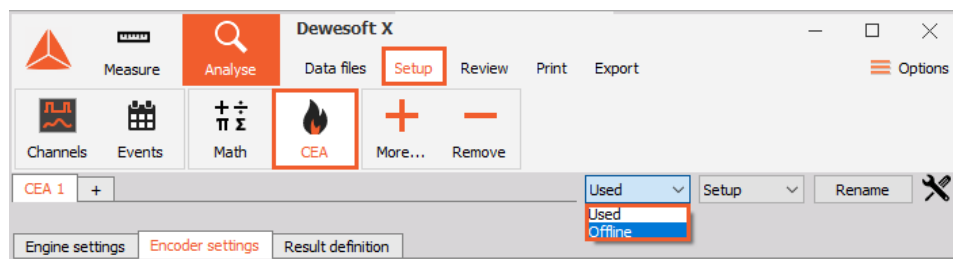 Dewesoft X
Measure Analyse Data files Setup Review Print Export Options
+ ÷
π Σ
Channels Events Math CEA More... Remove
CEA 1 + Used Setup Rename
Used
Offline
Engine settings Encoder settings Result definition